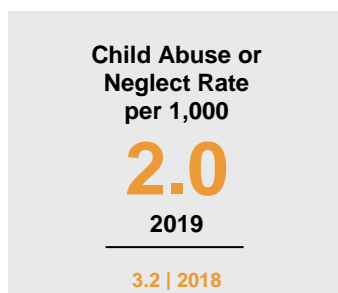 Child Abuse or
Neglect Rate
per 1,000
2.0
2019
3.2 | 2018